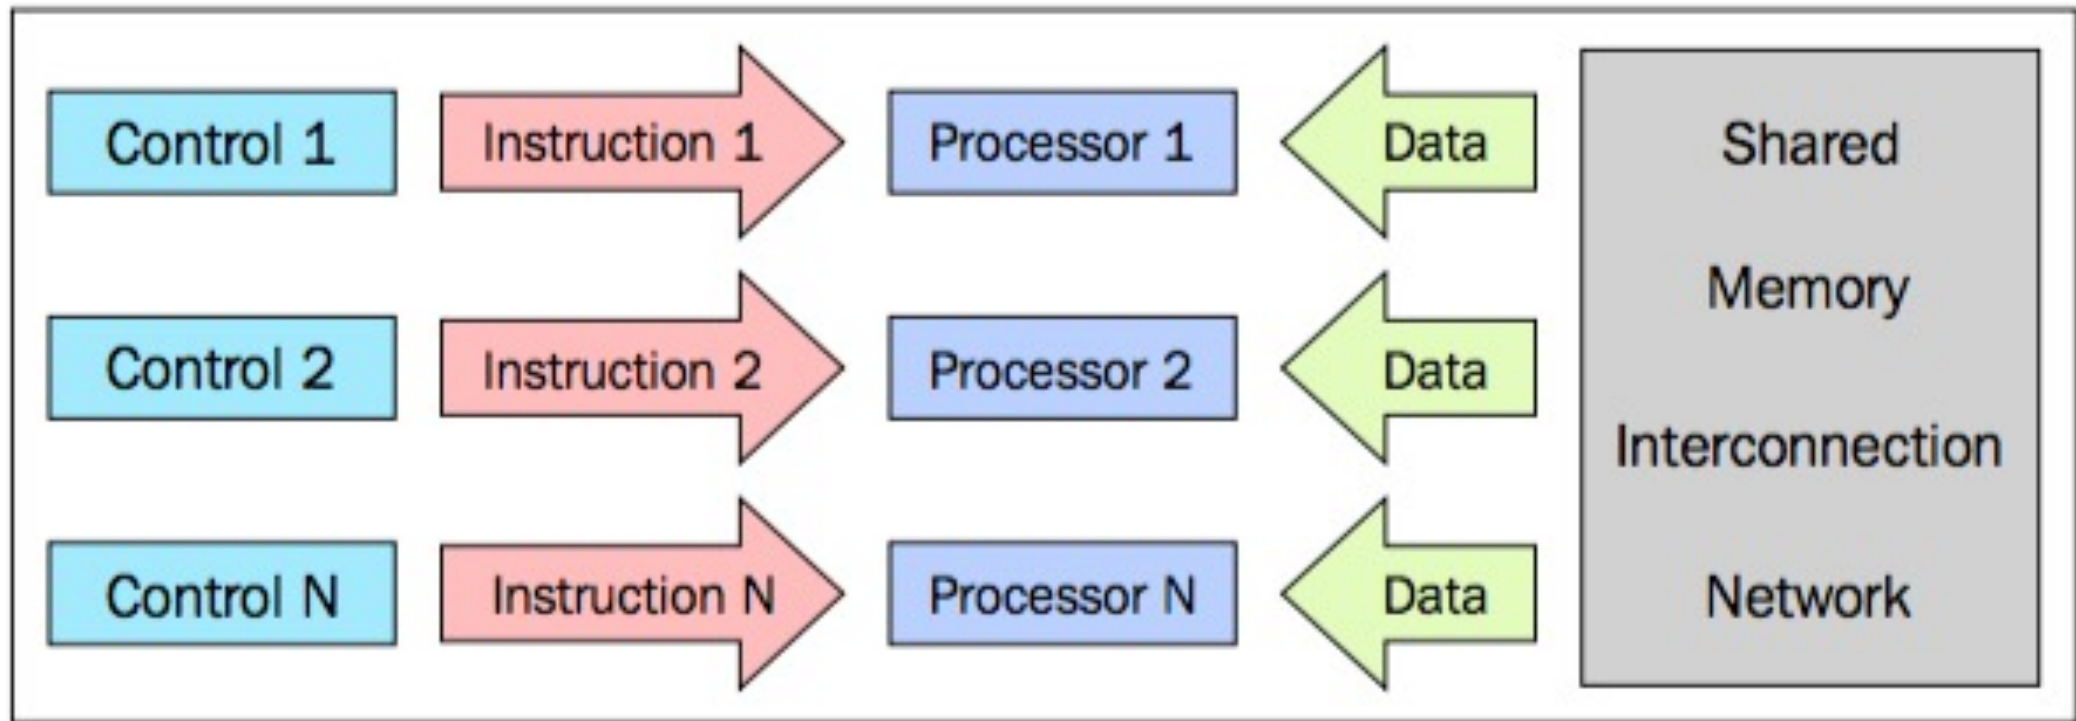 Control 1
Instruction 1
Processor 1
Data
Control 2
Instruction 2
Processor 2
Data
Control N
Instruction N
Processor N
Data
Shared
Memory
Interconnection
Network